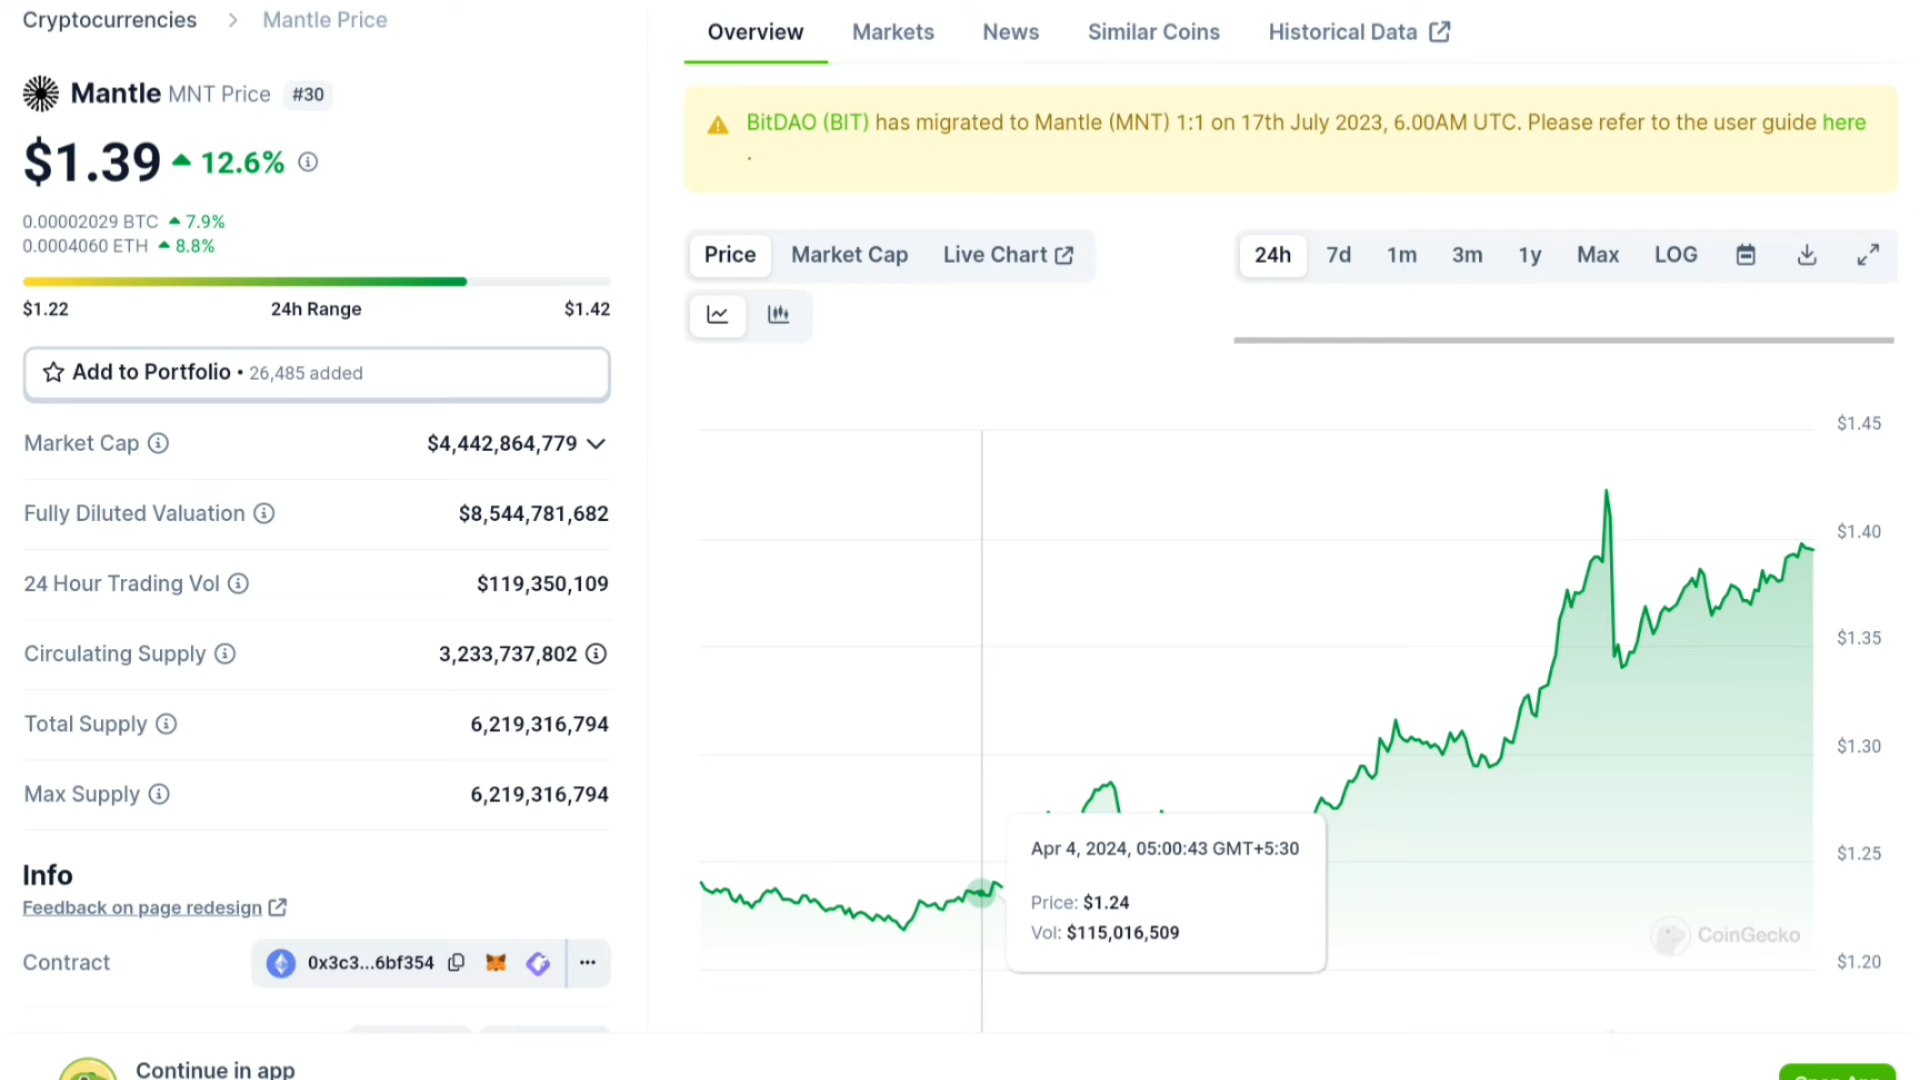 Cryptocurrencies > Mantle Price
Mantle MNT Price #30
$1.39 12.6%
0.00002029 BTC 7.9%
0.0004060 ETH 8.8%
$1.22 24h Range $1.42
Add to Portfolio • 26,485 added
Market Cap $4,442,864,779
Fully Diluted Valuation $8,544,781,682
24 Hour Trading Vol $119,350,109
Circulating Supply 3,233,737,802
Total Supply 6,219,316,794
Max Supply 6,219,316,794
Info
Feedback on page redesign
Contract 0x3c3...6bf354 ...
Continue in app
Overview Markets News Similar Coins Historical Data
BitDAO (BIT) has migrated to Mantle (MNT) 1:1 on 17th July 2023, 6.00AM UTC. Please refer to the user guide here
.
Price Market Cap Live Chart
24h 7d 1m 3m 1y Max LOG
$1.45
$1.40
$1.35
$1.30
$1.25
$1.20
Apr 4, 2024, 05:00:43 GMT+5:30
Price: $1.24
Vol: $115,016,509
CoinGecko